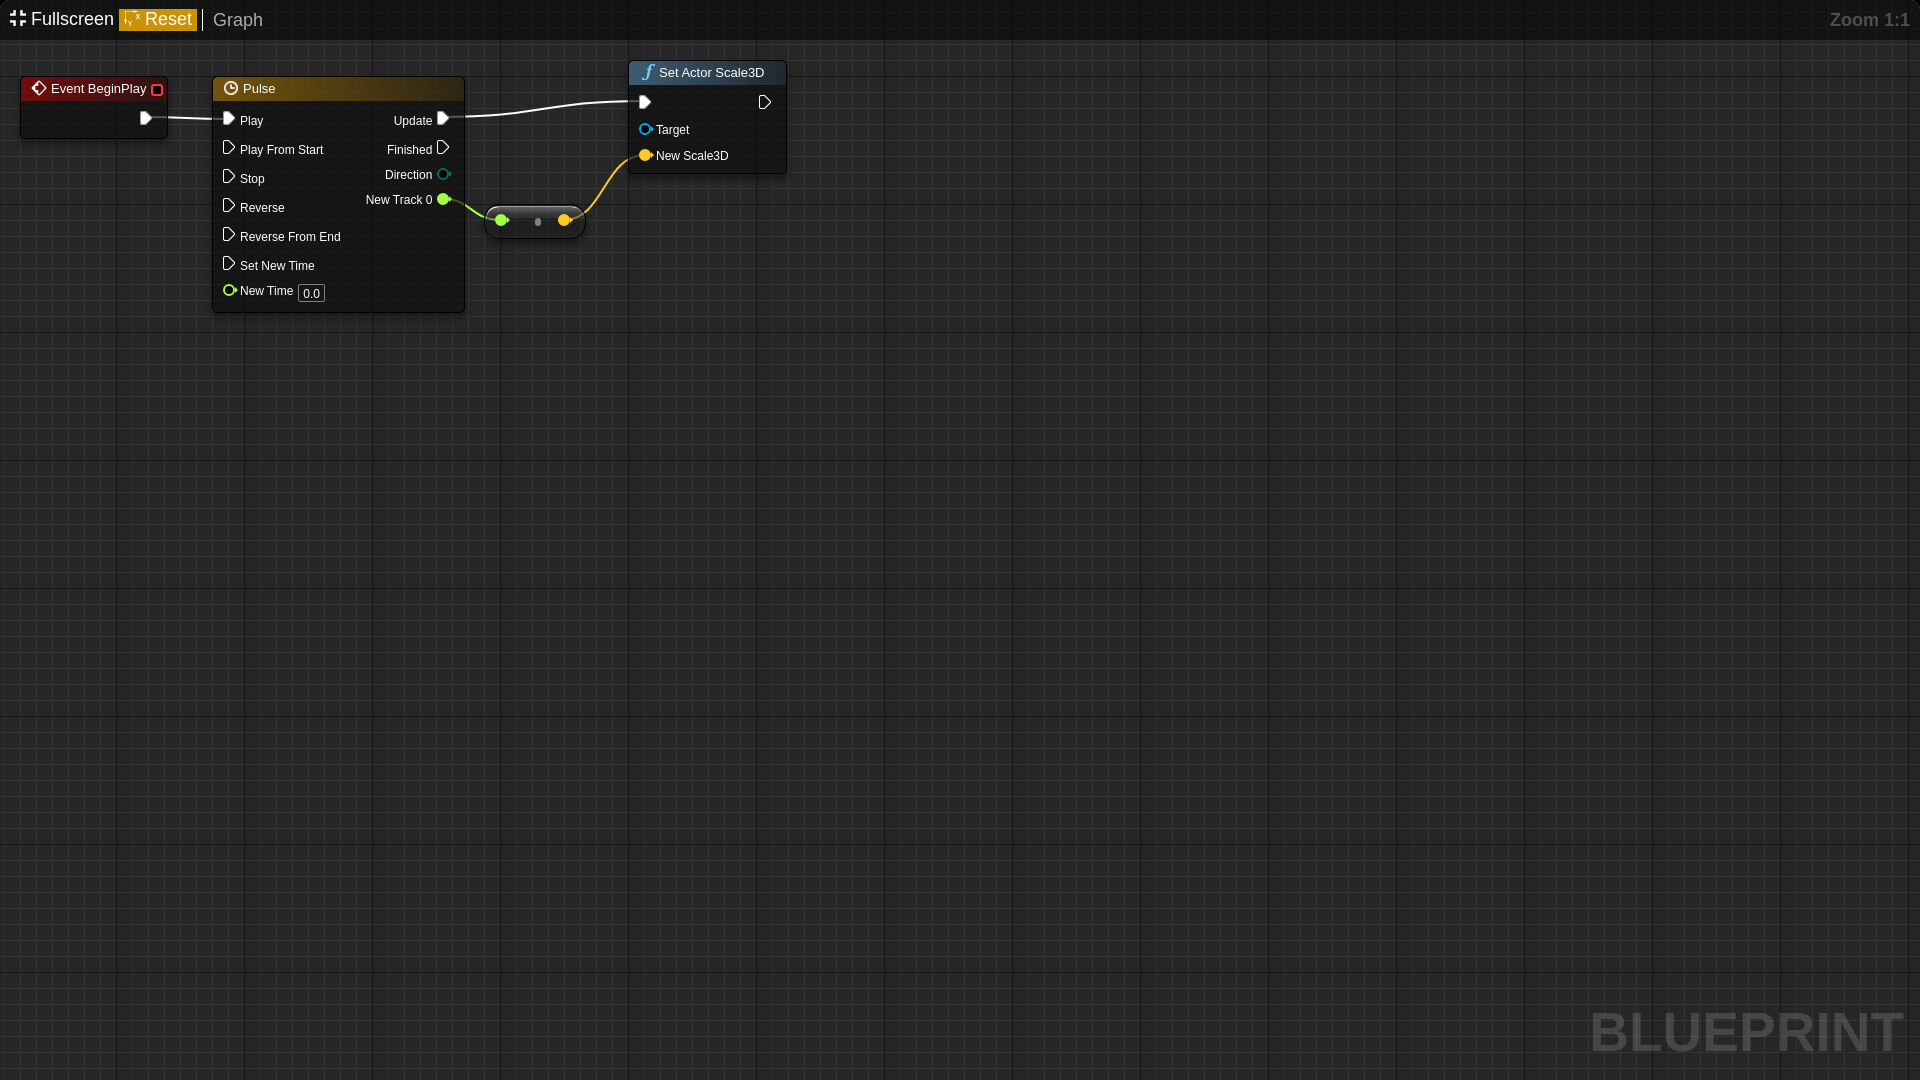 Fullscreen Reset Graph Zoom 1:1
Event BeginPlay
Pulse
Play
Update
Play From Start
Finished
Stop
Direction
Reverse
New Track 0
Reverse From End
Set New Time
New Time 0.0
Set Actor Scale3D
Target
New Scale3D
BLUEPRINT